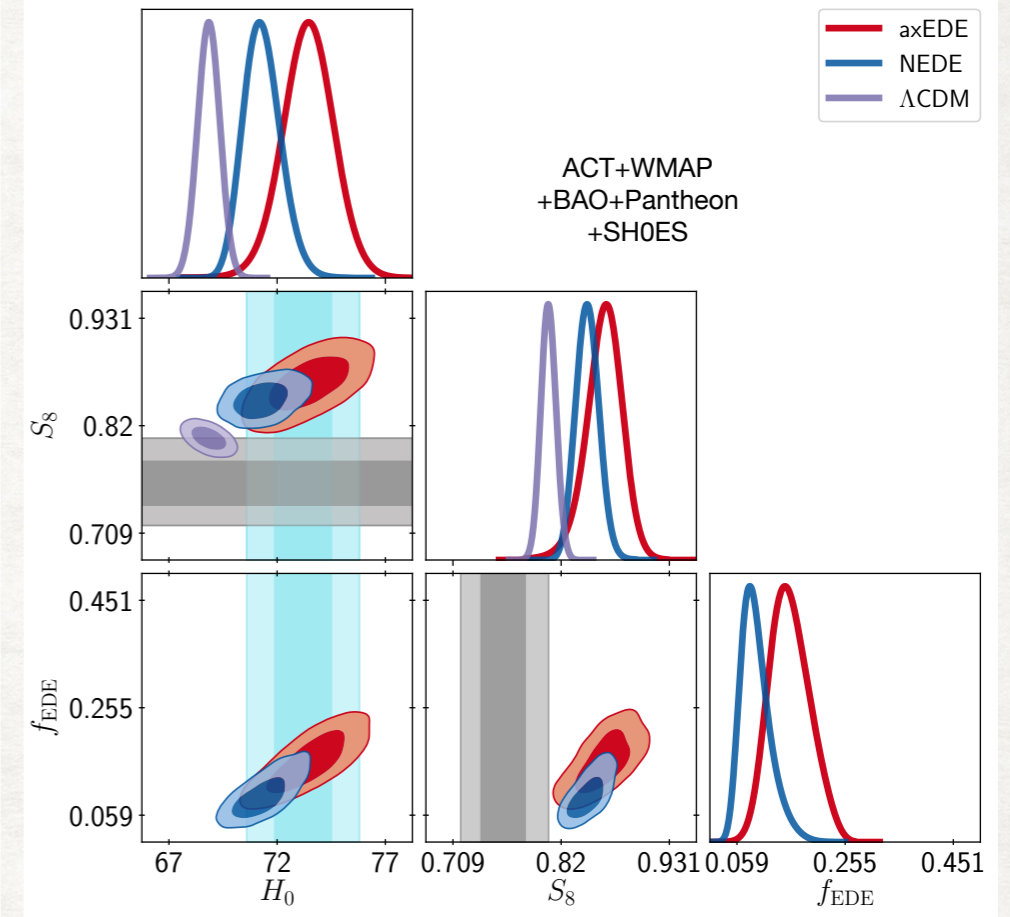 axEDE
NEDE
ΛCDM
ACT+WMAP
+BAO+Pantheon
+SH0ES
0.931
0.82
0.709
S₈
0.451
0.255
0.059
f_EDE
67 72 77
H₀
0.709 0.82 0.931
S₈
0.059 0.255 0.451
f_EDE